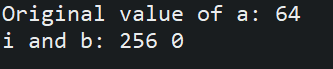 Original value of a: 64
i and b: 256 0